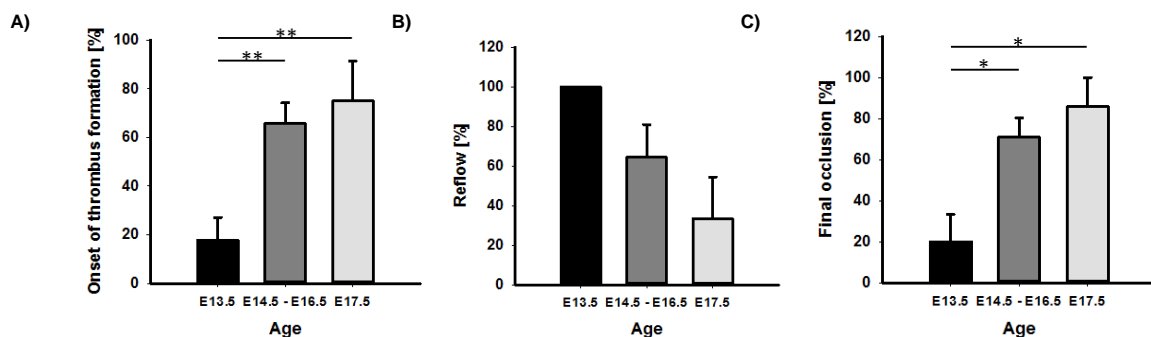 A)
Onset of thrombus formation [%]
100
80
60
40
20
0
**
**
E13.5 E14.5 - E16.5 E17.5
Age
B)
Reflow [%]
120
100
80
60
40
20
0
E13.5 E14.5 - E16.5 E17.5
Age
C)
Final occlusion [%]
120
100
80
60
40
20
0
*
*
E13.5 E14.5 - E16.5 E17.5
Age